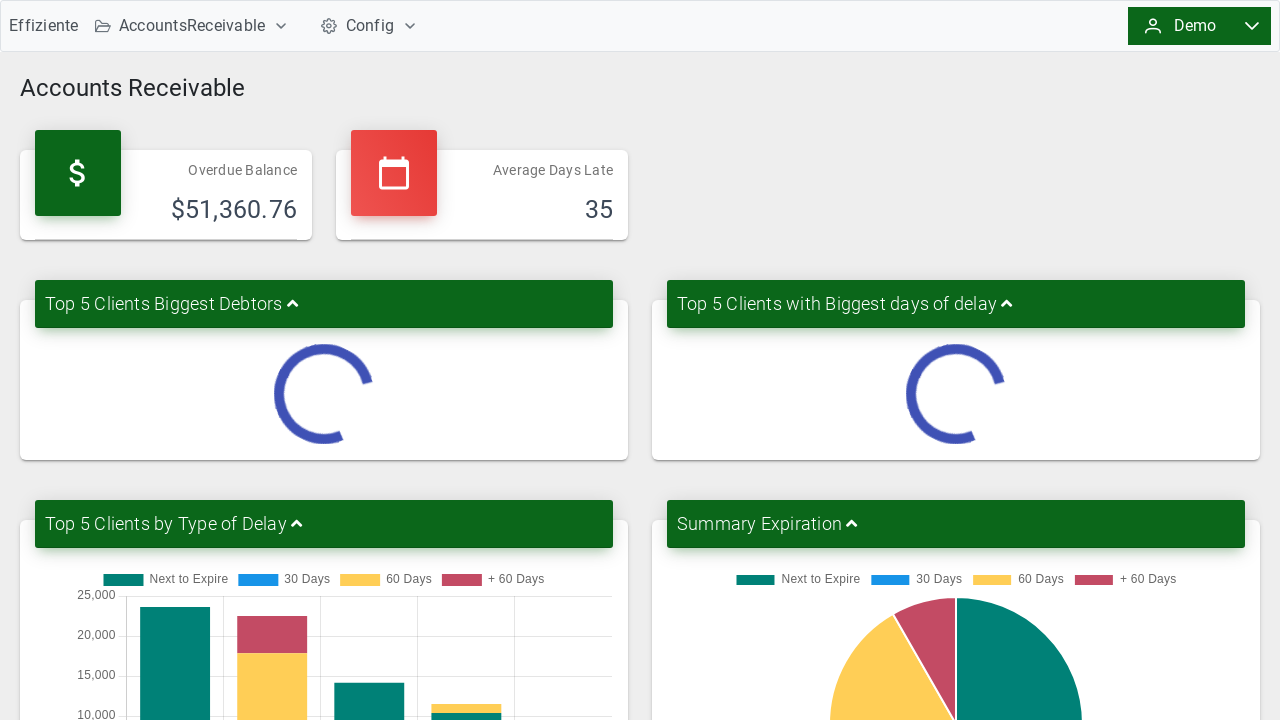 Effiziente AccountsReceivable Config Demo
Accounts Receivable
Overdue Balance
$51,360.76
Average Days Late
35
Top 5 Clients Biggest Debtors
Top 5 Clients with Biggest days of delay
Top 5 Clients by Type of Delay
Next to Expire 30 Days 60 Days + 60 Days
25,000
20,000
15,000
10,000
Summary Expiration
Next to Expire 30 Days 60 Days + 60 Days